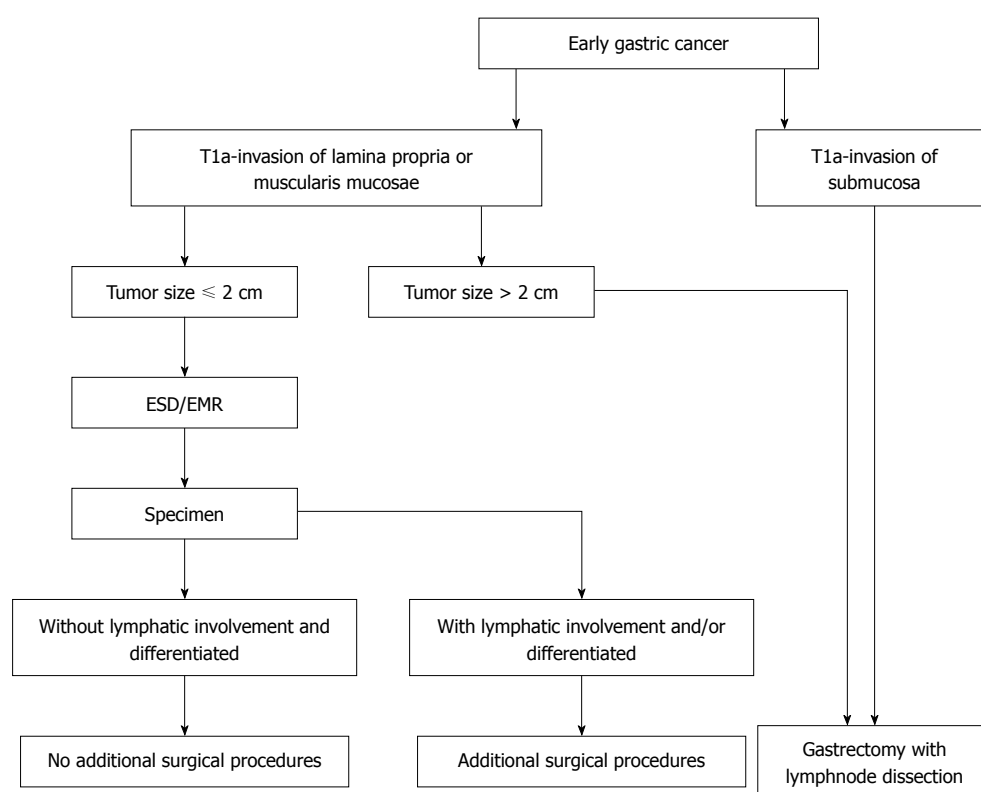 Early gastric cancer
T1a-invasion of lamina propria or
muscularis mucosae
T1a-invasion of
submucosa
Tumor size ⩽ 2 cm
Tumor size > 2 cm
ESD/EMR
Specimen
Without lymphatic involvement and
differentiated
With lymphatic involvement and/or
differentiated
No additional surgical procedures
Additional surgical procedures
Gastrectomy with
lymphnode dissection